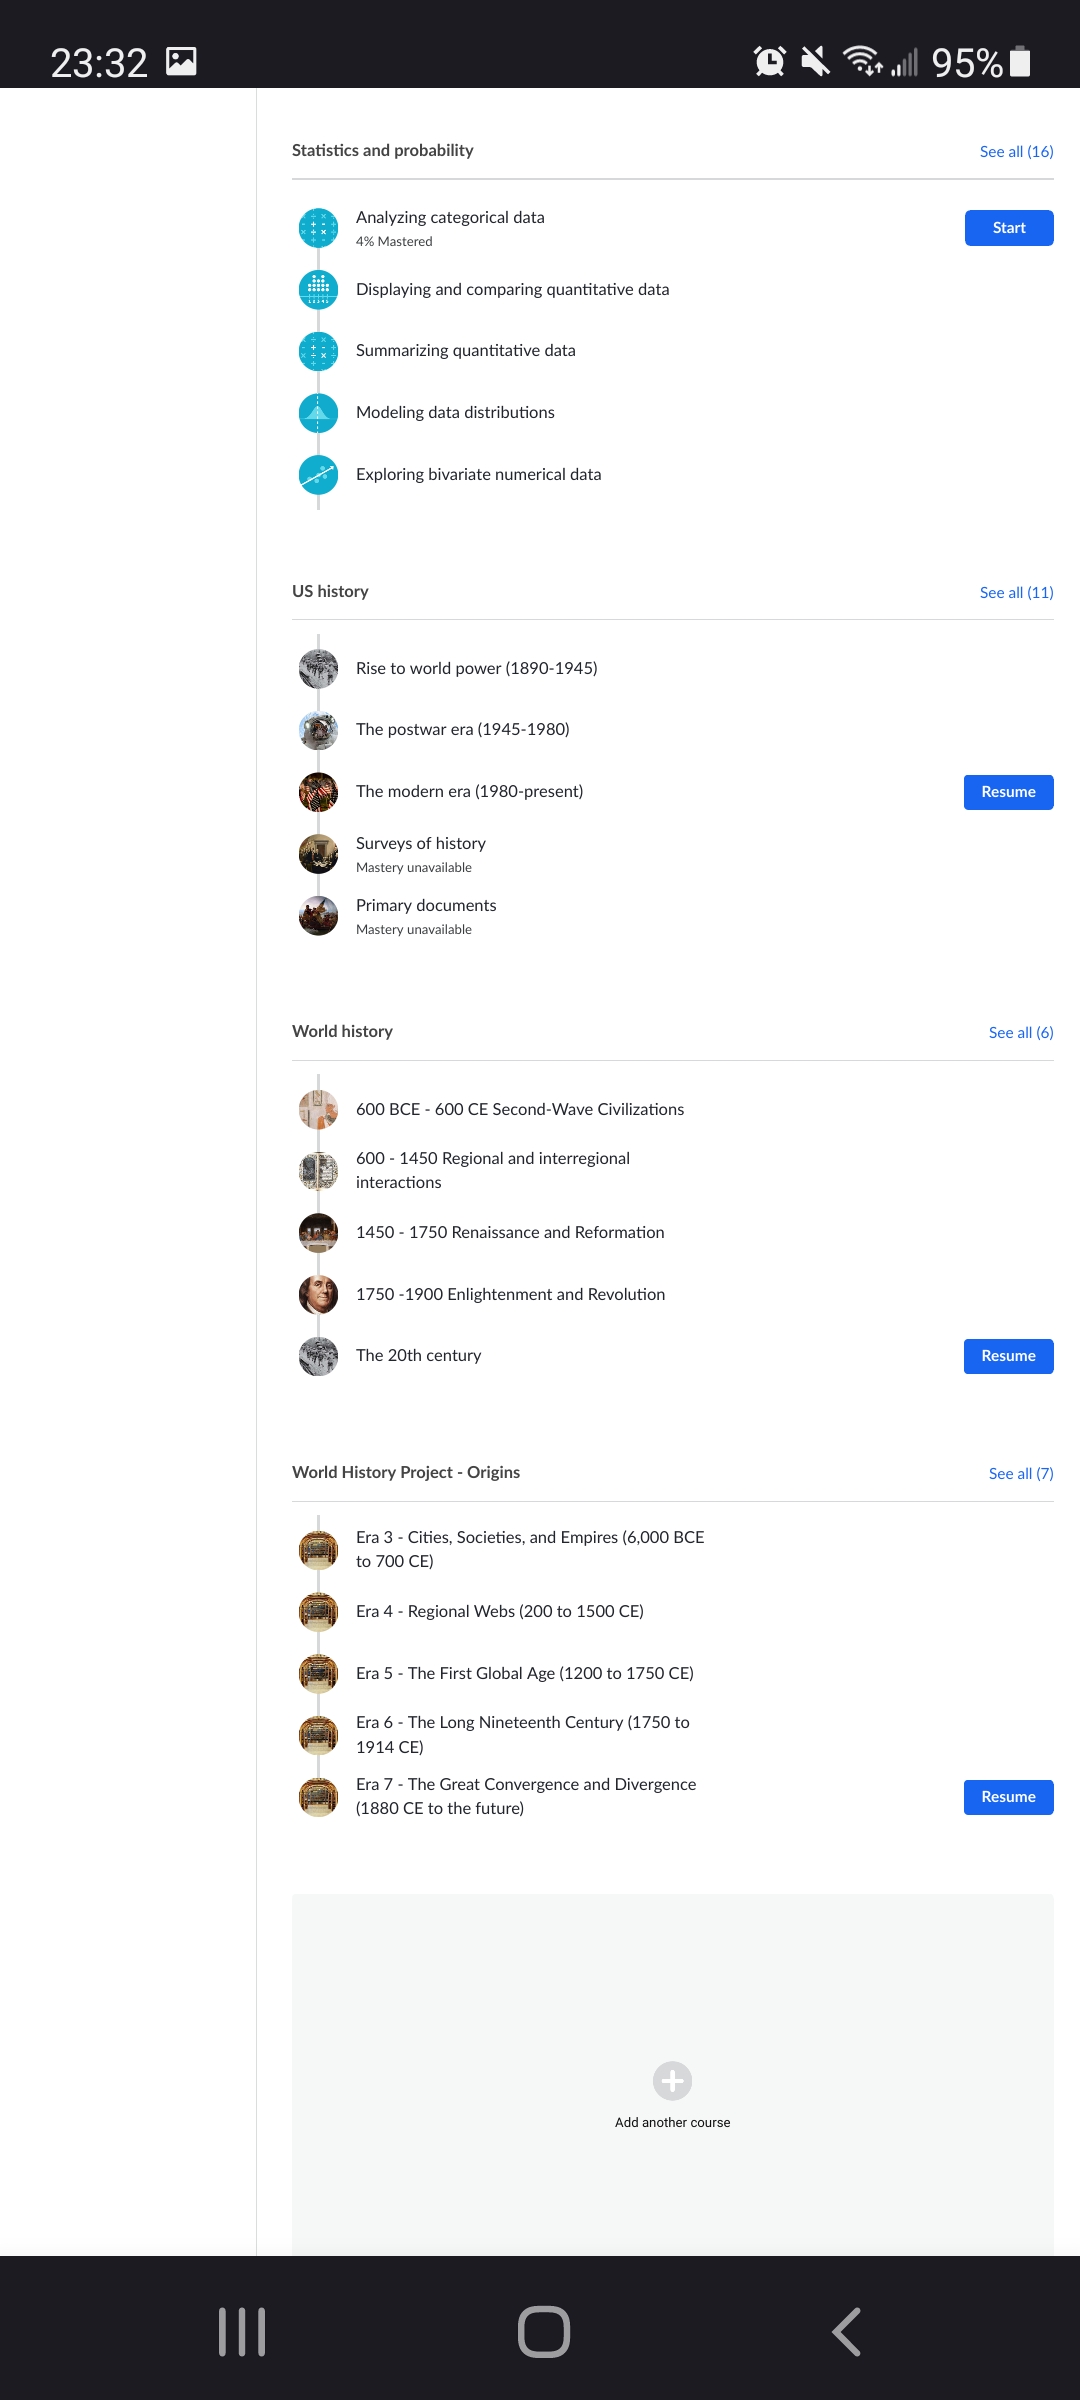 23:32
95%
Statistics and probability
See all (16)
Analyzing categorical data
4% Mastered
Start
Displaying and comparing quantitative data
Summarizing quantitative data
Modeling data distributions
Exploring bivariate numerical data
US history
See all (11)
Rise to world power (1890-1945)
The postwar era (1945-1980)
The modern era (1980-present)
Resume
Surveys of history
Mastery unavailable
Primary documents
Mastery unavailable
World history
See all (6)
600 BCE - 600 CE Second-Wave Civilizations
600 - 1450 Regional and interregional
interactions
1450 - 1750 Renaissance and Reformation
1750 -1900 Enlightenment and Revolution
The 20th century
Resume
World History Project - Origins
See all (7)
Era 3 - Cities, Societies, and Empires (6,000 BCE
to 700 CE)
Era 4 - Regional Webs (200 to 1500 CE)
Era 5 - The First Global Age (1200 to 1750 CE)
Era 6 - The Long Nineteenth Century (1750 to
1914 CE)
Era 7 - The Great Convergence and Divergence
(1880 CE to the future)
Resume
Add another course